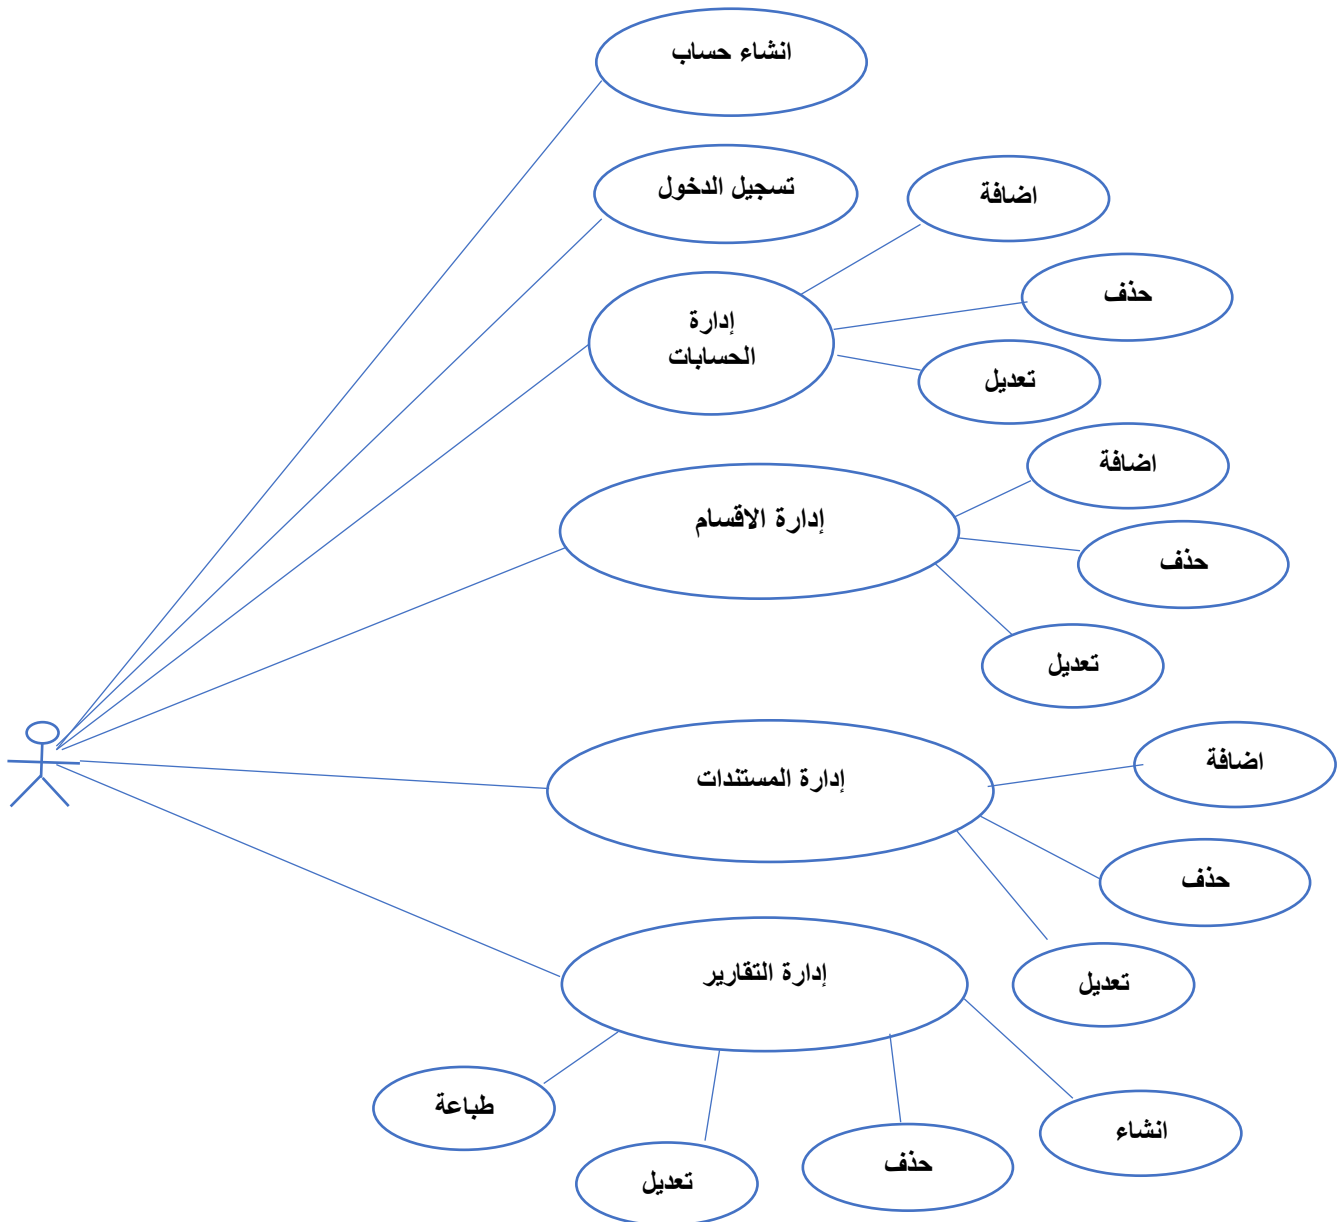 انشاء حساب
تسجيل الدخول
اضافة
حذف
إدارة
الحسابات
تعديل
اضافة
إدارة الاقسام
حذف
تعديل
اضافة
إدارة المستندات
حذف
تعديل
إدارة التقارير
طباعة
انشاء
حذف
تعديل